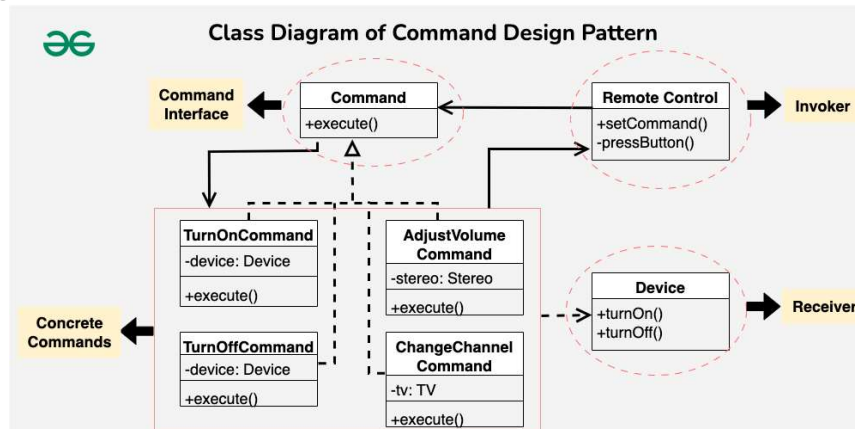 Class Diagram of Command Design Pattern
Command
Interface
Command
+execute()
Remote Control
+setCommand()
-pressButton()
Invoker
TurnOnCommand
-device: Device
+execute()
AdjustVolume
Command
-stereo: Stereo
+execute()
Device
+turnOn()
+turnOff()
Receiver
Concrete
Commands
TurnOffCommand
-device: Device
+execute()
ChangeChannel
Command
-tv: TV
+execute()